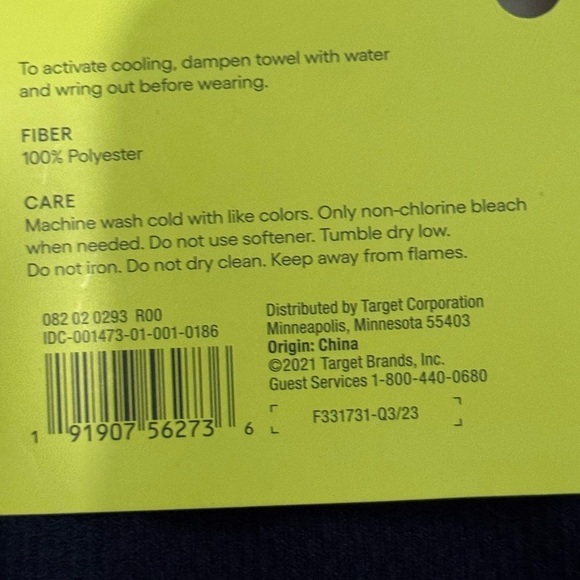 To activate cooling, dampen towel with water
and wring out before wearing.
FIBER
100% Polyester
CARE
Machine wash cold with like colors. Only non-chlorine bleach
when needed. Do not use softener. Tumble dry low.
Do not iron. Do not dry clean. Keep away from flames.
082 02 0293 R00
IDC-001473-01-001-0186
1 91907 56273 6
Distributed by Target Corporation
Minneapolis, Minnesota 55403
Origin: China
©2021 Target Brands, Inc.
Guest Services 1-800-440-0680
F331731-Q3/23